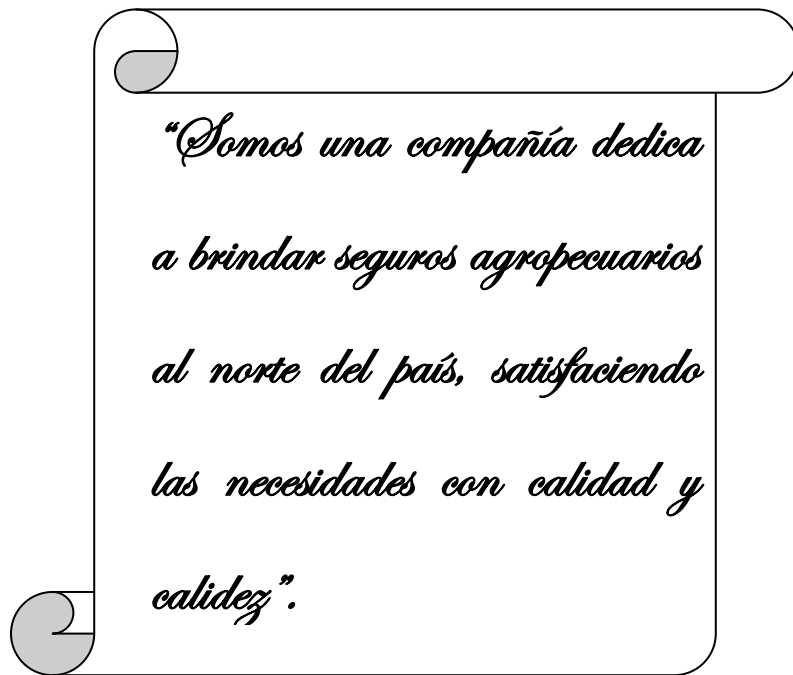 “Somos una compañía dedica
a brindar seguros agropecuarios
al norte del país, satisfaciendo
las necesidades con calidad y
calidez”.